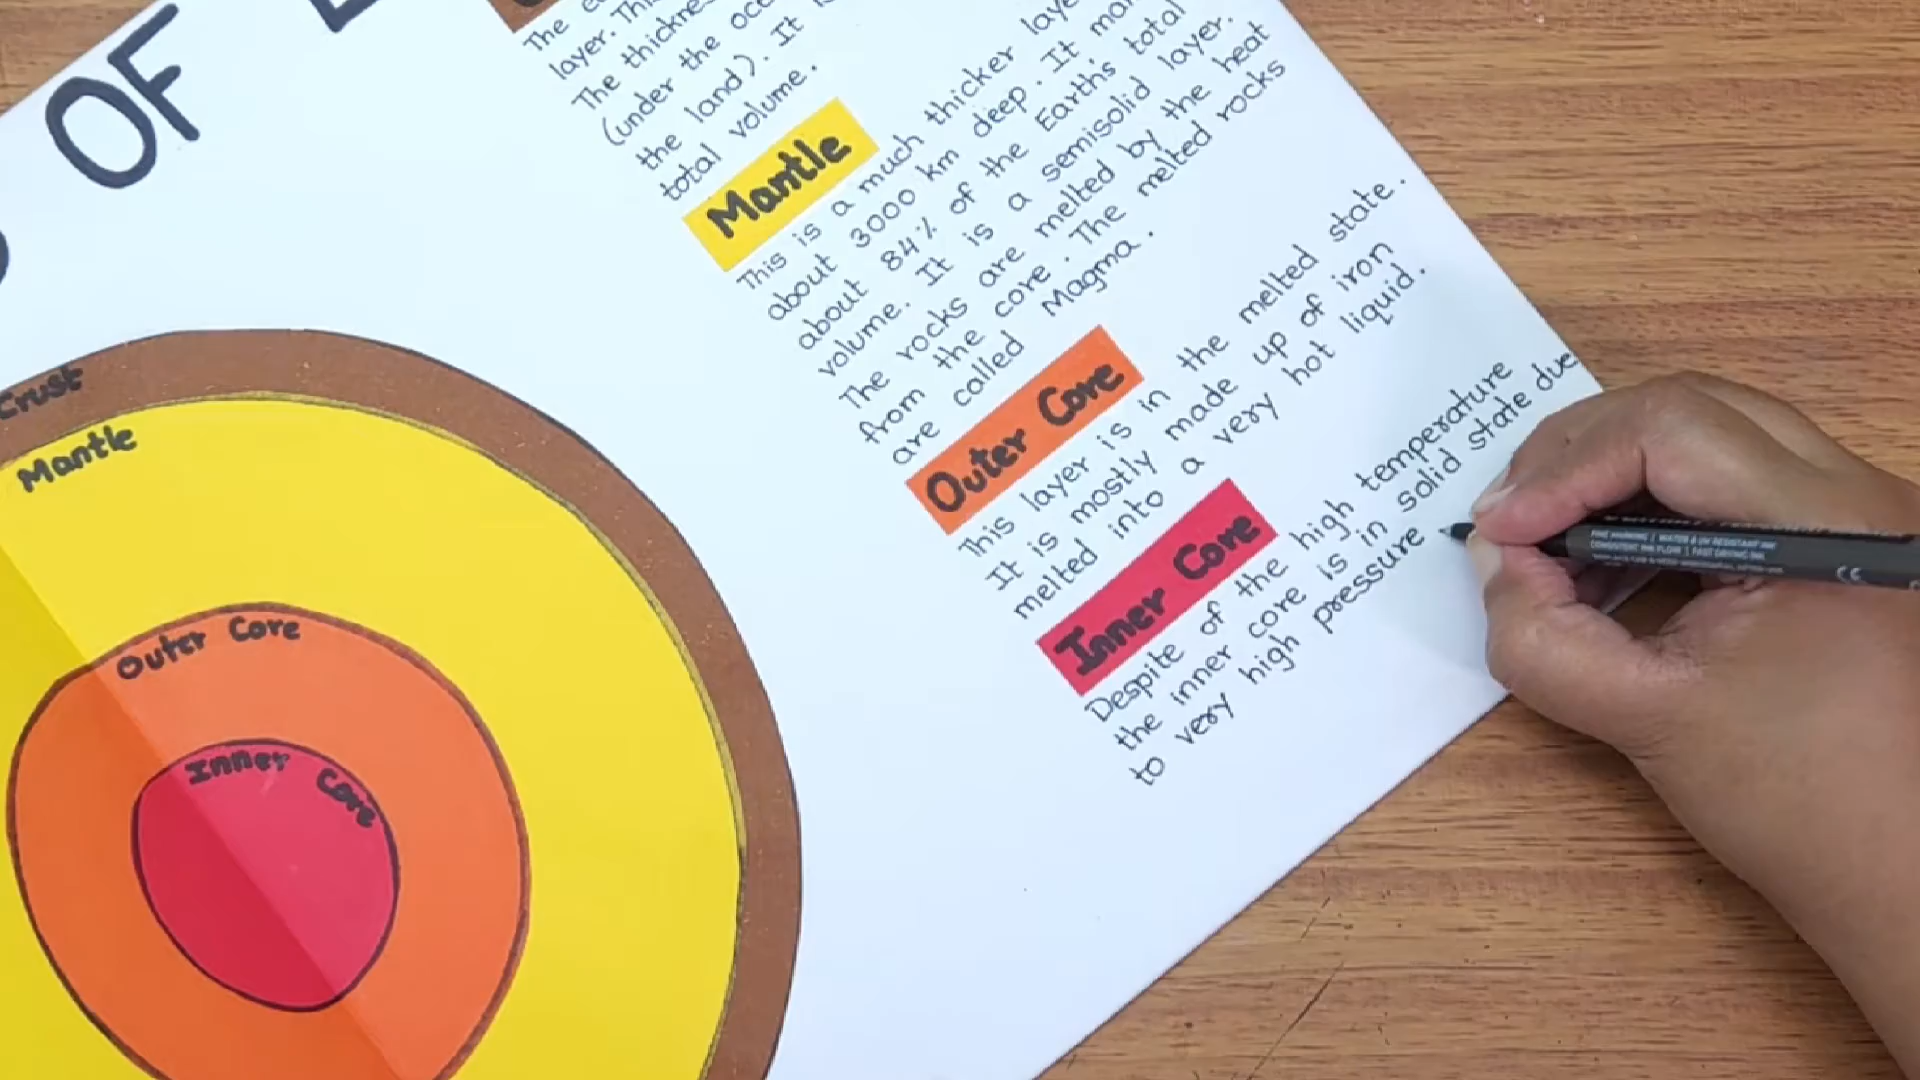 OF
The
layer. This
The thickness
(under the
the land). It
total volume.
Mantle
This is a much thicker
about 3000 km deep. It
about 84% of the Earth's total
volume. It is a semisolid layer.
The rocks are melted by the heat
from the core. The melted rocks
are called Magma.
Outer Core
This layer is in the melted state.
It is mostly made up of iron
melted into a very hot liquid.
Inner Core
Despite of the high temperature
the inner core is in solid state due
to very high pressure
Crust
Mantle
Outer Core
Inner Core
CE